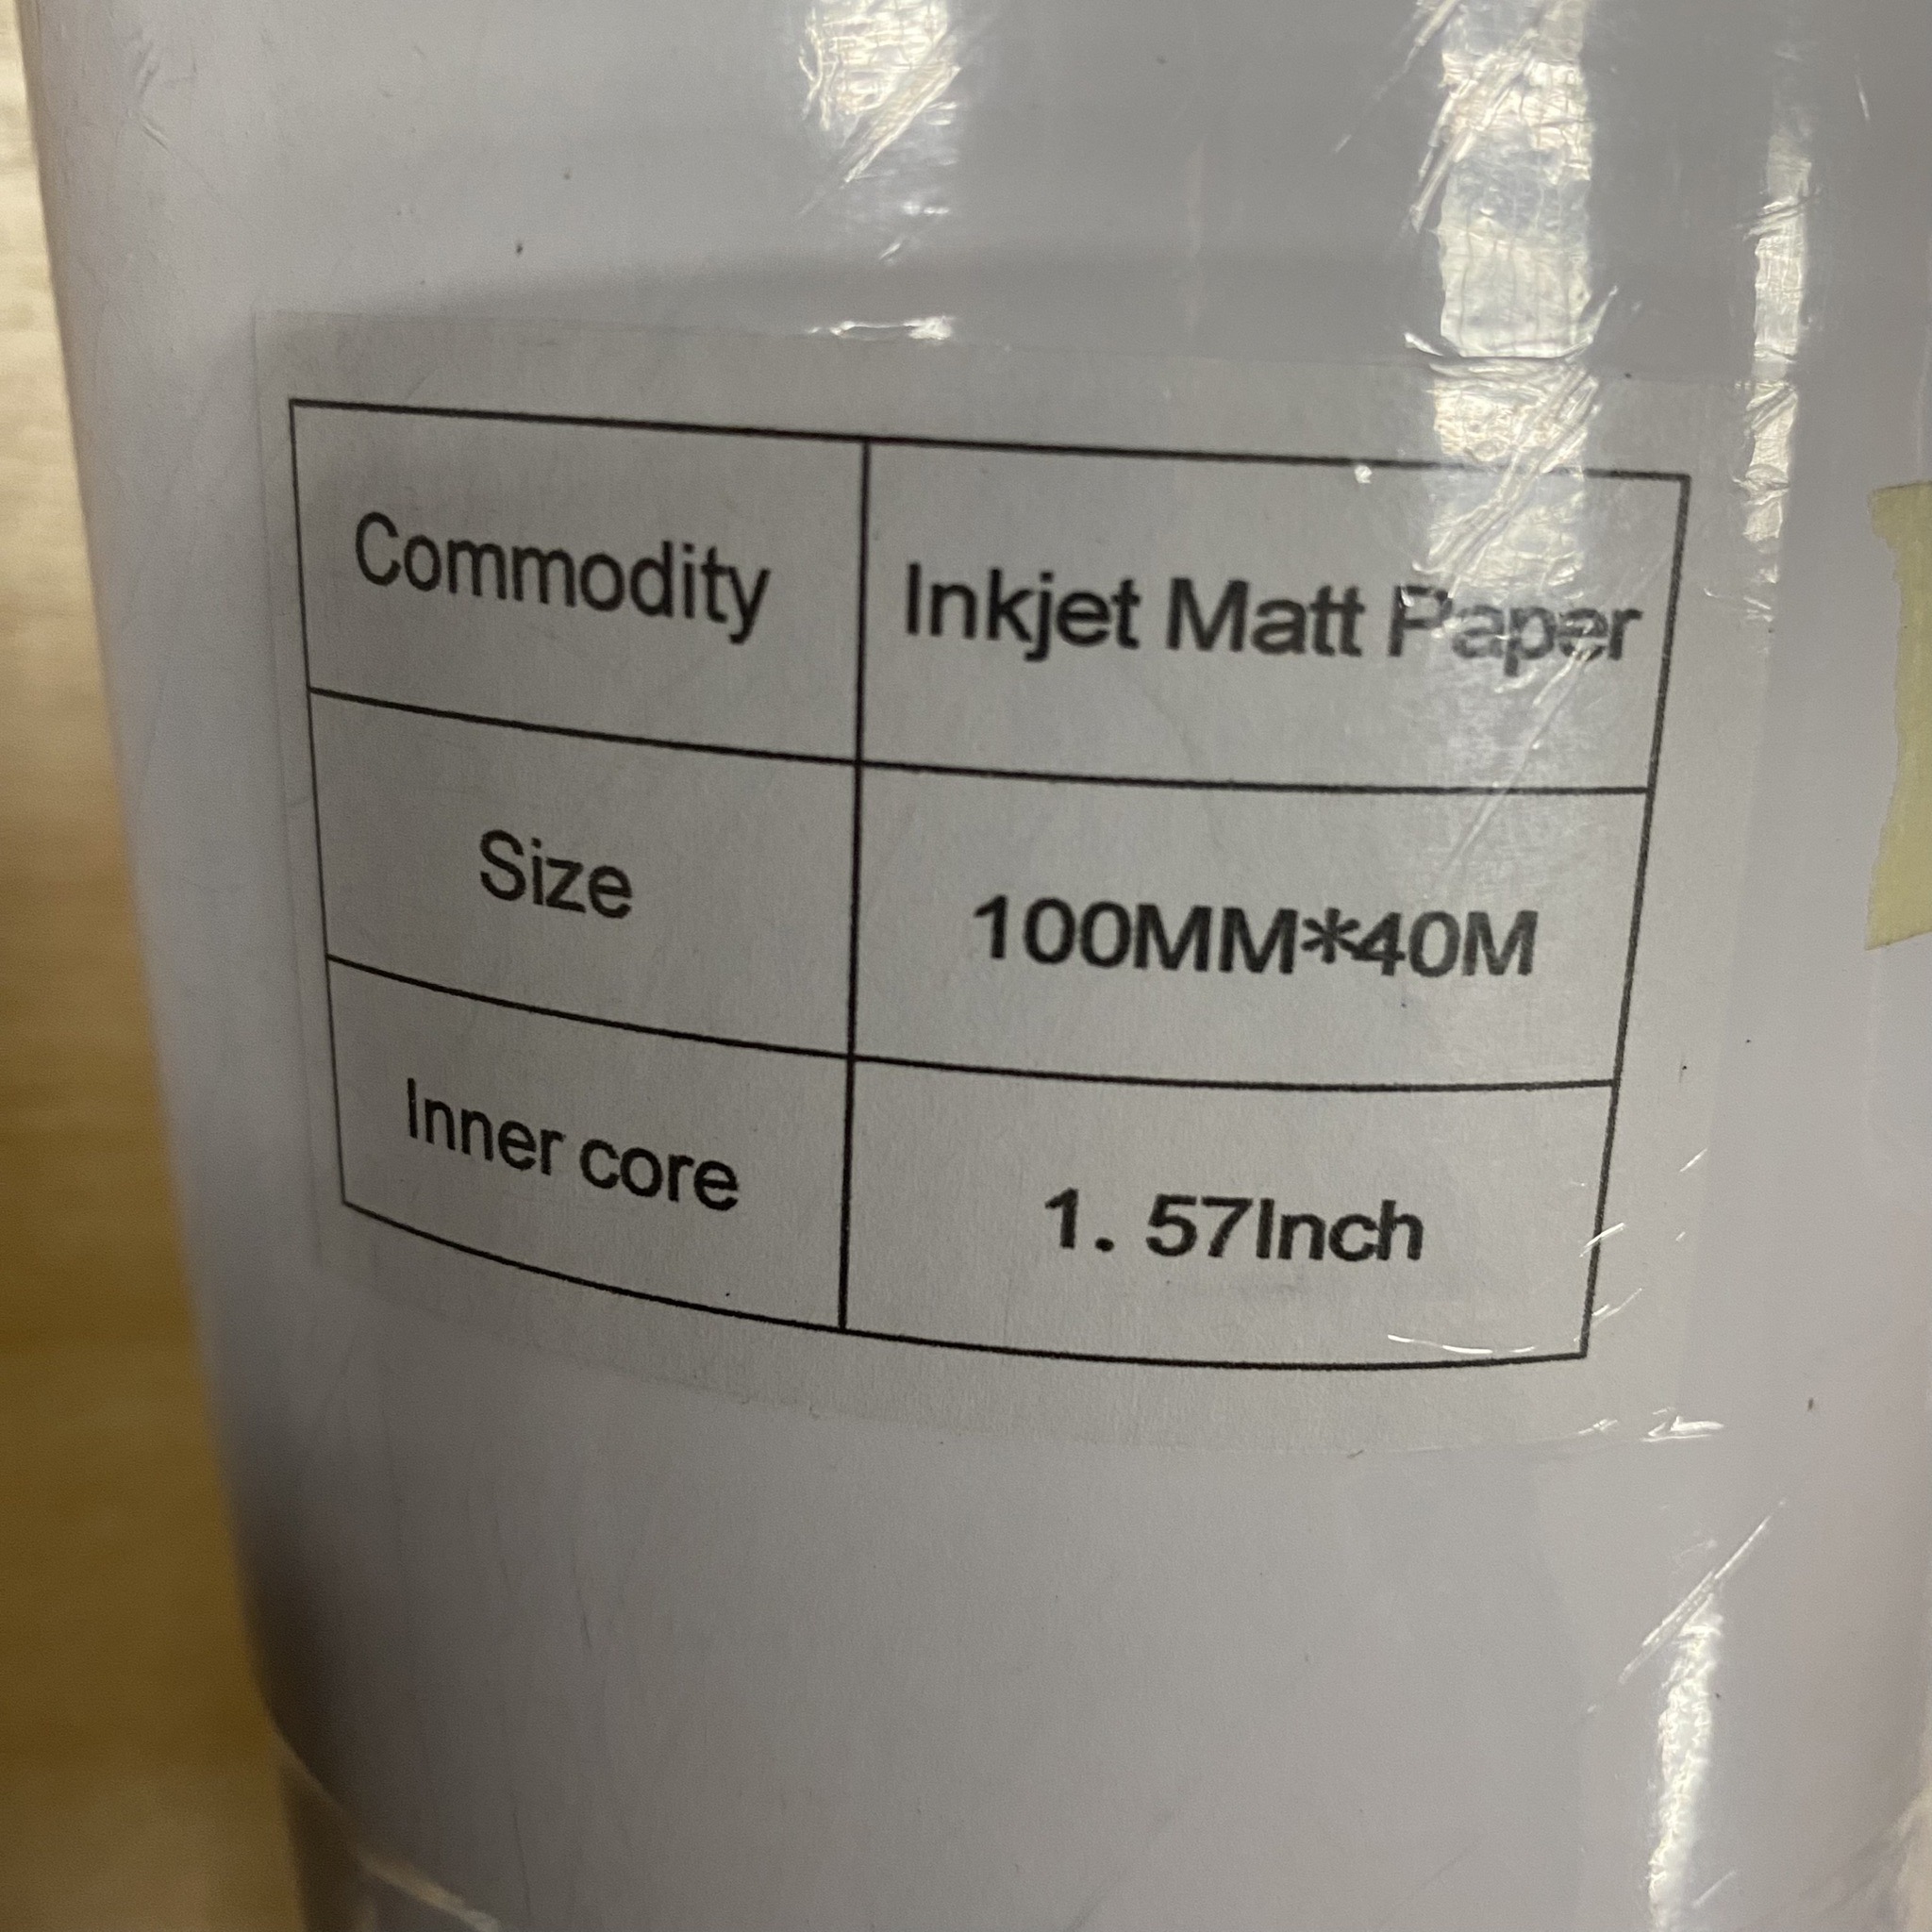 Commodity Inkjet Matt Paper
Size 100MM*40M
Inner core 1. 57Inch